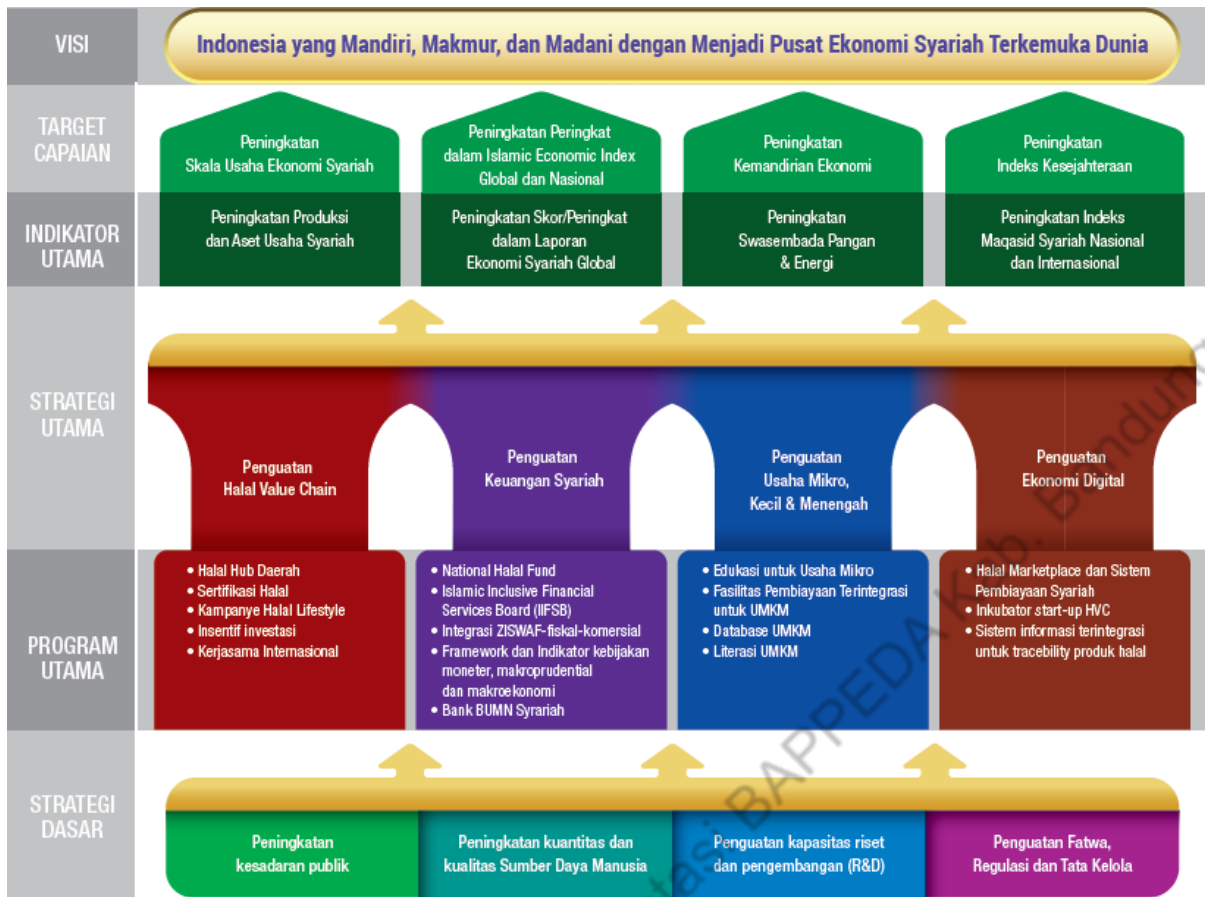 VISI
Indonesia yang Mandiri, Makmur, dan Madani dengan Menjadi Pusat Ekonomi Syariah Terkemuka Dunia
TARGET
CAPAIAN
Peningkatan
Skala Usaha Ekonomi Syariah
Peningkatan Peringkat
dalam Islamic Economic Index
Global dan Nasional
Peningkatan
Kemandirian Ekonomi
Peningkatan
Indeks Kesejahteraan
INDIKATOR
UTAMA
Peningkatan Produksi
dan Aset Usaha Syariah
Peningkatan Skor/Peringkat
dalam Laporan
Ekonomi Syariah Global
Peningkatan
Swasembada Pangan
& Energi
Peningkatan Indeks
Maqasid Syariah Nasional
dan Internasional
STRATEGI
UTAMA
Penguatan
Halal Value Chain
Penguatan
Keuangan Syariah
Penguatan
Usaha Mikro,
Kecil & Menengah
Penguatan
Ekonomi Digital
PROGRAM
UTAMA
• Halal Hub Daerah
• Sertifikasi Halal
• Kampanye Halal Lifestyle
• Insentif investasi
• Kerjasama Internasional
• National Halal Fund
• Islamic Inclusive Financial
Services Board (IIFSB)
• Integrasi ZISWAF-fiskal-komersial
• Framework dan Indikator kebijakan
moneter, makroprudential
dan makroekonomi
• Bank BUMN Syrariah
• Edukasi untuk Usaha Mikro
• Fasilitas Pembiayaan Terintegrasi
untuk UMKM
• Database UMKM
• Literasi UMKM
• Halal Marketplace dan Sistem
Pembiayaan Syariah
• Inkubator start-up HVC
• Sistem informasi terintegrasi
untuk tracebility produk halal
STRATEGI
DASAR
Peningkatan
kesadaran publik
Peningkatan kuantitas dan
kualitas Sumber Daya Manusia
Penguatan kapasitas riset
dan pengembangan (R&D)
Penguatan Fatwa,
Regulasi dan Tata Kelola
tasi BAPPEDA Kab. Bandung